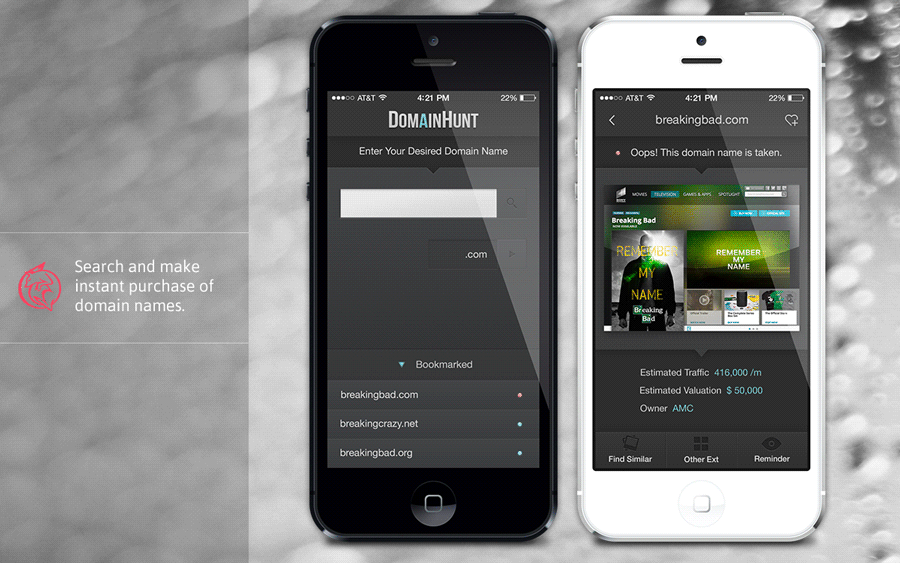 Search and make
instant purchase of
domain names.
AT&T
4:21 PM
22%
DOMAINHUNT
Enter Your Desired Domain Name
.com
Bookmarked
breakingbad.com
breakingcrazy.net
breakingbad.org
AT&T
4:21 PM
22%
breakingbad.com
Oops! This domain name is taken.
MOVIES
TELEVISION
GAMES & APPS
SPOTLIGHT
Breaking Bad
REMEMBER
MY
NAME
Breaking
Bad
REMEMBER
MY
NAME
Estimated Traffic 416,000 /m
Estimated Valuation $ 50,000
Owner AMC
Find Similar
Other Ext
Reminder